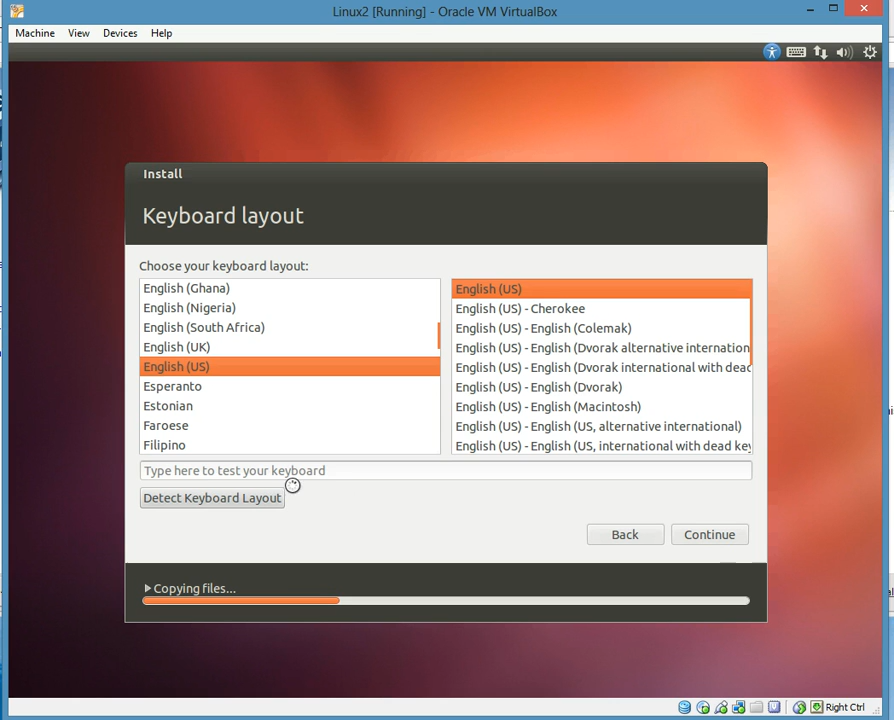 Linux2 [Running] - Oracle VM VirtualBox
Machine View Devices Help
Install
Keyboard layout
Choose your keyboard layout:
English (Ghana)
English (Nigeria)
English (South Africa)
English (UK)
English (US)
Esperanto
Estonian
Faroese
Filipino
English (US)
English (US) - Cherokee
English (US) - English (Colemak)
English (US) - English (Dvorak alternative internation
English (US) - English (Dvorak international with dead
English (US) - English (Dvorak)
English (US) - English (Macintosh)
English (US) - English (US, alternative international)
English (US) - English (US, international with dead key
Type here to test your keyboard
Detect Keyboard Layout
Back Continue
Copying files...
Right Ctrl